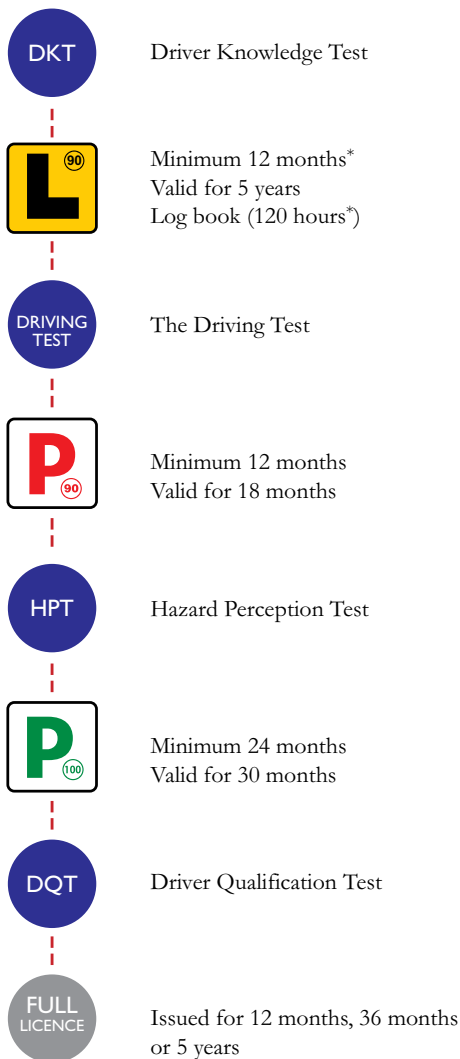 DKT
Driver Knowledge Test
L
90
Minimum 12 months*
Valid for 5 years
Log book (120 hours*)
DRIVING
TEST
The Driving Test
P
90
Minimum 12 months
Valid for 18 months
HPT
Hazard Perception Test
P
100
Minimum 24 months
Valid for 30 months
DQT
Driver Qualification Test
FULL
LICENCE
Issued for 12 months, 36 months
or 5 years